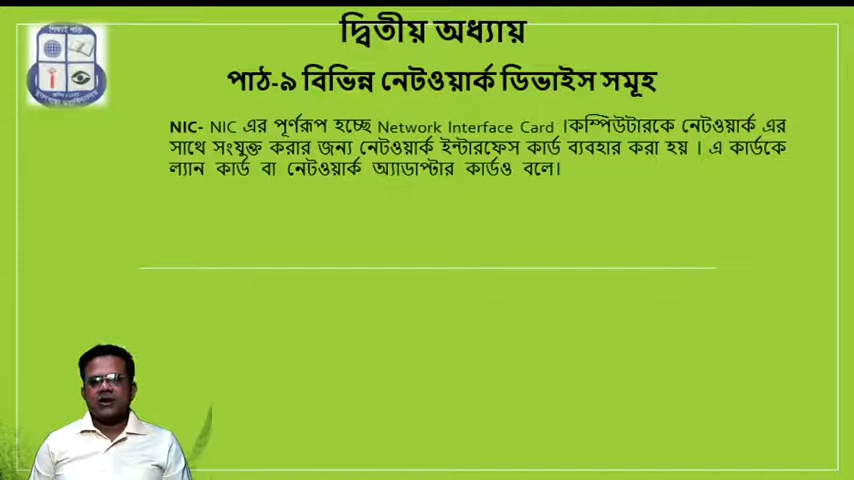 দ্বিতীয় অধ্যায়
পাঠ-৯ বিভিন্ন নেটওয়ার্ক ডিভাইস সমূহ
NIC- NIC এর পূর্ণরূপ হচ্ছে Network Interface Card ।কম্পিউটারকে নেটওয়ার্ক এর
সাথে সংযুক্ত করার জন্য নেটওয়ার্ক ইন্টারফেস কার্ড ব্যবহার করা হয় । এ কার্ডকে
ল্যান কার্ড বা নেটওয়ার্ক অ্যাডাপ্টার কার্ডও বলে।